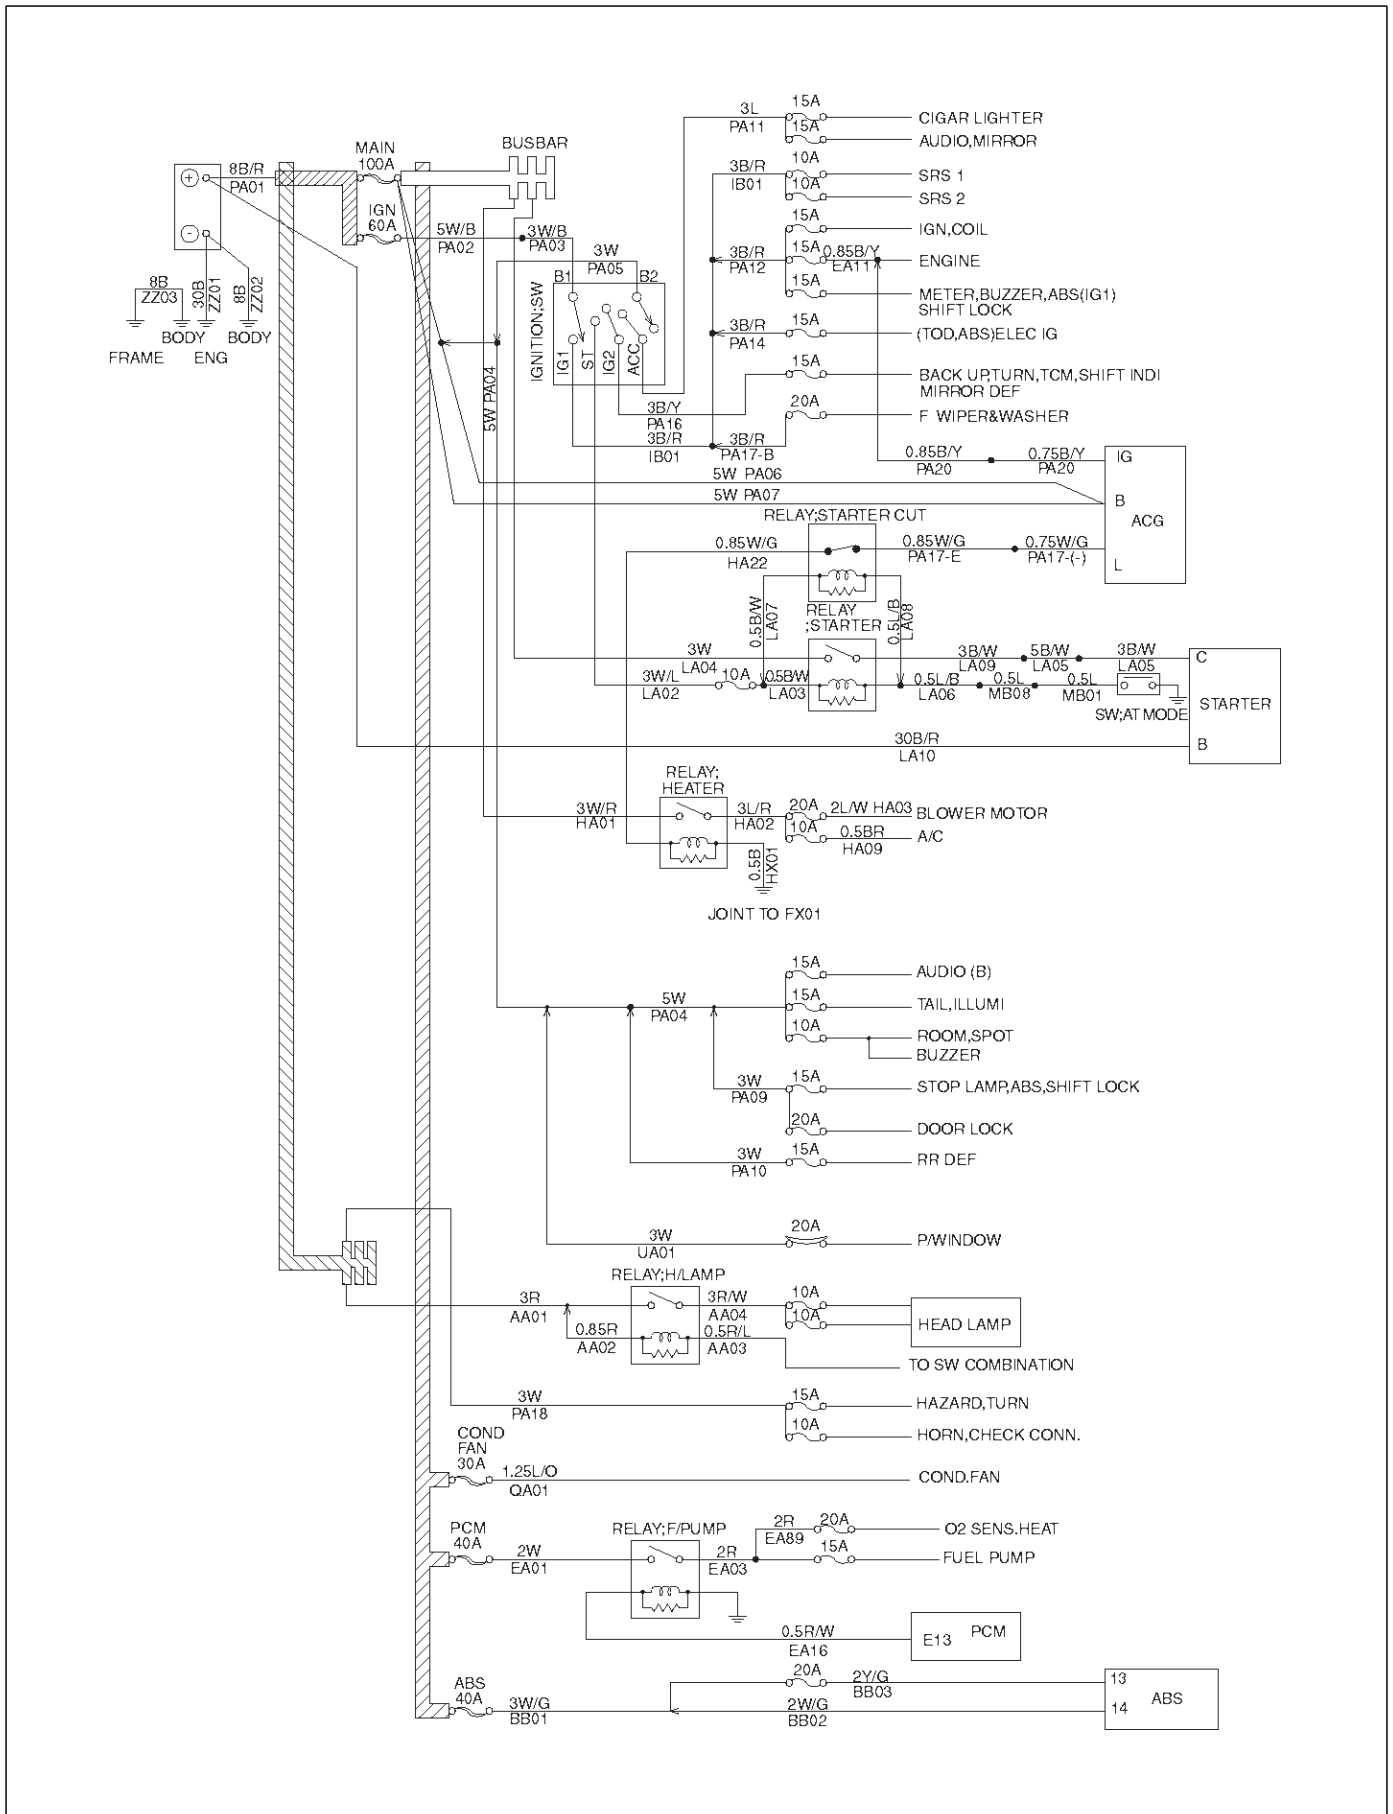 3L
15A
CIGAR LIGHTER
PA11
15A
AUDIO,MIRROR
MAIN
100A
BUSBAR
8B/R
PA01
3B/R
IB01
10A
SRS 1
10A
SRS 2
IGN
60A
5W/B
PA02
3W/B
PA03
15A
IGN,COIL
3W
PA05
3B/R
PA12
15A
0.85B/Y
EA11
ENGINE
B1
B2
15A
METER,BUZZER,ABS(IG1)
SHIFT LOCK
+
-
8B
ZZ03
30B
ZZ01
8B
ZZ02
BODY
BODY
FRAME
ENG
IGNITION;SW
IG1
ST
IG2
ACC
3B/R
PA14
15A
(TOD,ABS)ELEC IG
15A
BACK UP,TURN,TCM,SHIFT INDI
MIRROR DEF
5W PA04
3B/Y
PA16
20A
F WIPER&WASHER
3B/R
IB01
3B/R
PA17-B
0.85B/Y
PA20
0.75B/Y
PA20
IG
5W PA06
5W PA07
B
ACG
RELAY;STARTER CUT
0.85W/G
HA22
0.85W/G
PA17-E
0.75W/G
PA17-(-)
L
0.5B/W
LA07
0.5L/B
LA08
RELAY
;STARTER
3W
LA04
3B/W
LA09
5B/W
LA05
3B/W
LA05
C
3W/L
LA02
10A
0.5B/W
LA03
0.5L/B
LA06
0.5L
MB08
0.5L
MB01
SW;AT MODE
STARTER
30B/R
LA10
B
RELAY;
HEATER
3W/R
HA01
3L/R
HA02
20A
2L/W HA03
BLOWER MOTOR
10A
0.5BR
HA09
A/C
0.5B
HX01
JOINT TO FX01
15A
AUDIO (B)
5W
PA04
15A
TAIL,ILLUMI
10A
ROOM,SPOT
BUZZER
3W
PA09
15A
STOP LAMP,ABS,SHIFT LOCK
20A
DOOR LOCK
3W
PA10
15A
RR DEF
3W
UA01
20A
P/WINDOW
RELAY;H/LAMP
3R
AA01
3R/W
AA04
10A
10A
HEAD LAMP
0.85R
AA02
0.5R/L
AA03
TO SW COMBINATION
3W
PA18
15A
HAZARD,TURN
10A
HORN,CHECK CONN.
COND
FAN
30A
1.25L/O
QA01
COND.FAN
PCM
40A
2W
EA01
RELAY;F/PUMP
2R
EA03
2R
EA89
20A
O2 SENS.HEAT
15A
FUEL PUMP
0.5R/W
EA16
E13
PCM
ABS
40A
3W/G
BB01
20A
2Y/G
BB03
13
2W/G
BB02
14
ABS